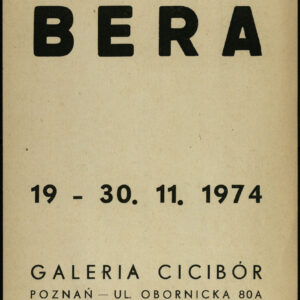 BERA
19 - 30. 11. 1974
GALERIA CICIBÓR
POZNAŃ — UL. OBORNICKA 80A